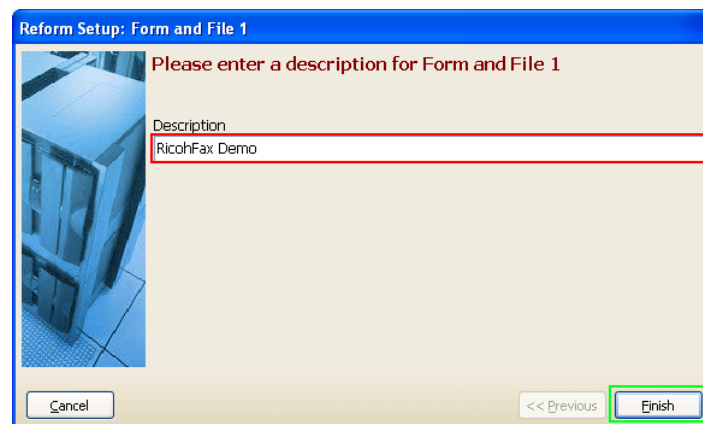 Reform Setup: Form and File 1
Please enter a description for Form and File 1
Description
RicohFax Demo
Cancel
<< Previous
Finish